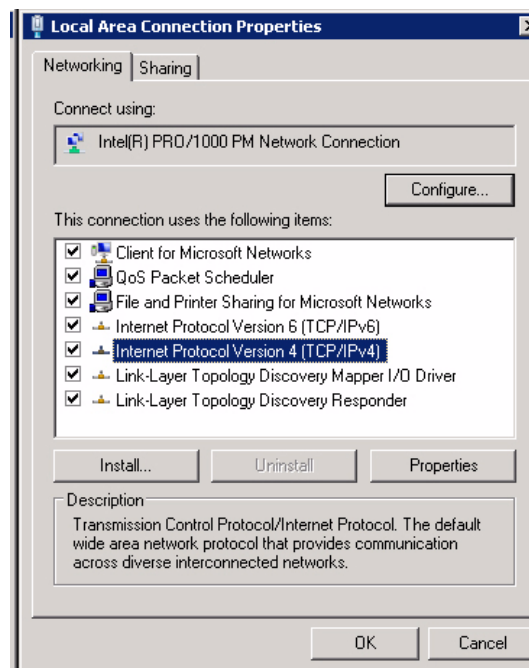 Local Area Connection Properties
Networking
Sharing
Connect using:
Intel(R) PRO/1000 PM Network Connection
Configure...
This connection uses the following items:
Client for Microsoft Networks
QoS Packet Scheduler
File and Printer Sharing for Microsoft Networks
Internet Protocol Version 6 (TCP/IPv6)
Internet Protocol Version 4 (TCP/IPv4)
Link-Layer Topology Discovery Mapper I/O Driver
Link-Layer Topology Discovery Responder
Install...
Uninstall
Properties
Description
Transmission Control Protocol/Internet Protocol. The default
wide area network protocol that provides communication
across diverse interconnected networks.
OK
Cancel